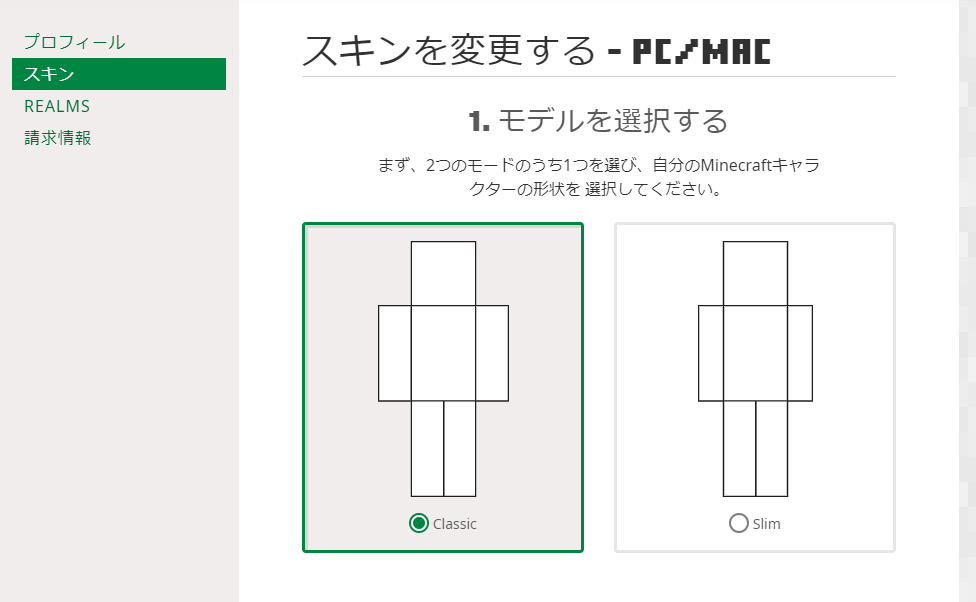 プロフィール
スキン
REALMS
請求情報
スキンを変更する - PC/MAC
1. モデルを選択する
まず、2つのモードのうち1つを選び、自分のMinecraftキャラ
クターの形状を 選択してください。
Classic
Slim